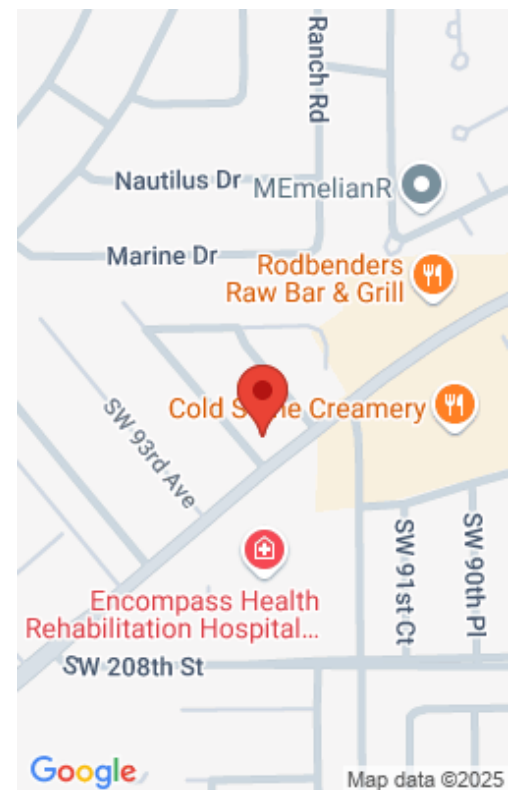 Ranch Rd
Nautilus Dr
MEmelianR
Marine Dr
Rodbenders
Raw Bar & Grill
Cold Stone Creamery
SW 93rd Ave
SW 91st Ct
SW 90th Pl
Encompass Health
Rehabilitation Hospital...
SW 208th St
Google
Map data ©2025